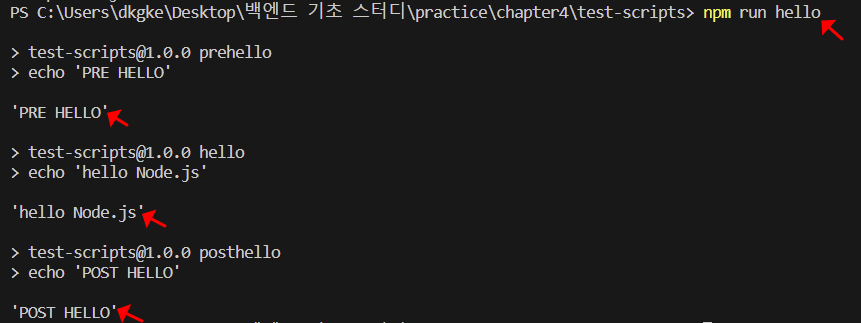 PS C:\Users\dkgke\Desktop\백엔드 기초 스터디\practice\chapter4\test-scripts> npm run hello
> test-scripts@1.0.0 prehello
> echo 'PRE HELLO'
'PRE HELLO'
> test-scripts@1.0.0 hello
> echo 'hello Node.js'
'hello Node.js'
> test-scripts@1.0.0 posthello
> echo 'POST HELLO'
'POST HELLO'